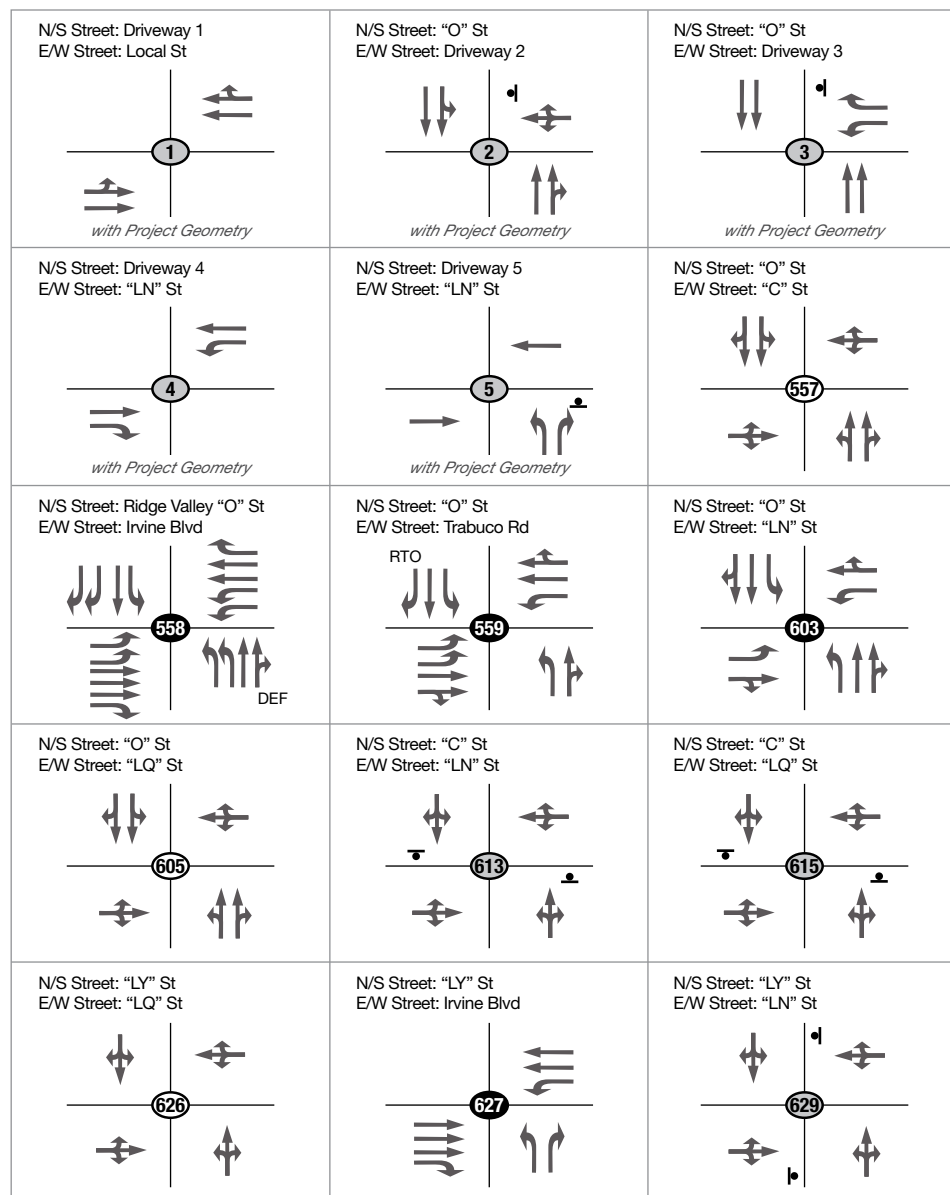 N/S Street: Driveway 1
E/W Street: Local St
1
with Project Geometry
N/S Street: “O” St
E/W Street: Driveway 2
2
with Project Geometry
N/S Street: “O” St
E/W Street: Driveway 3
3
with Project Geometry
N/S Street: Driveway 4
E/W Street: “LN” St
4
with Project Geometry
N/S Street: Driveway 5
E/W Street: “LN” St
5
with Project Geometry
N/S Street: “O” St
E/W Street: “C” St
557
N/S Street: Ridge Valley “O” St
E/W Street: Irvine Blvd
558
DEF
N/S Street: “O” St
E/W Street: Trabuco Rd
RTO
559
N/S Street: “O” St
E/W Street: “LN” St
603
N/S Street: “O” St
E/W Street: “LQ” St
605
N/S Street: “C” St
E/W Street: “LN” St
613
N/S Street: “C” St
E/W Street: “LQ” St
615
N/S Street: “LY” St
E/W Street: “LQ” St
626
N/S Street: “LY” St
E/W Street: Irvine Blvd
627
N/S Street: “LY” St
E/W Street: “LN” St
629